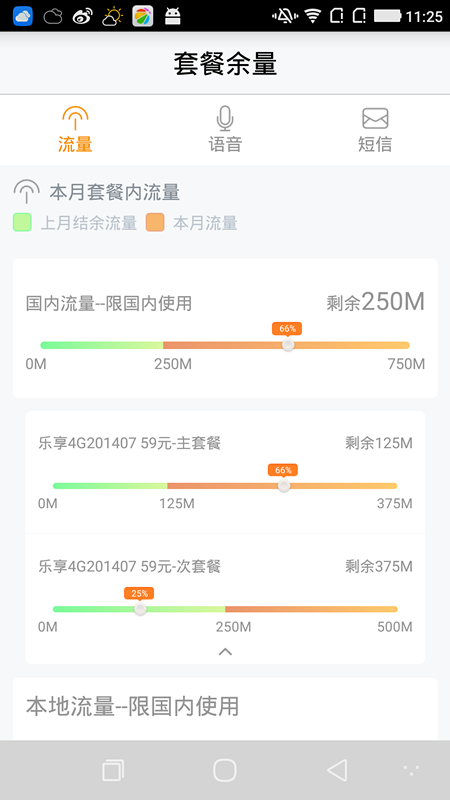 11:25
套餐余量
流量 语音 短信
本月套餐内流量
上月结余流量 本月流量
国内流量--限国内使用 剩余250M
66%
0M 250M 750M
乐享4G201407 59元-主套餐 剩余125M
66%
0M 125M 375M
乐享4G201407 59元-次套餐 剩余375M
25%
0M 250M 500M
本地流量--限国内使用